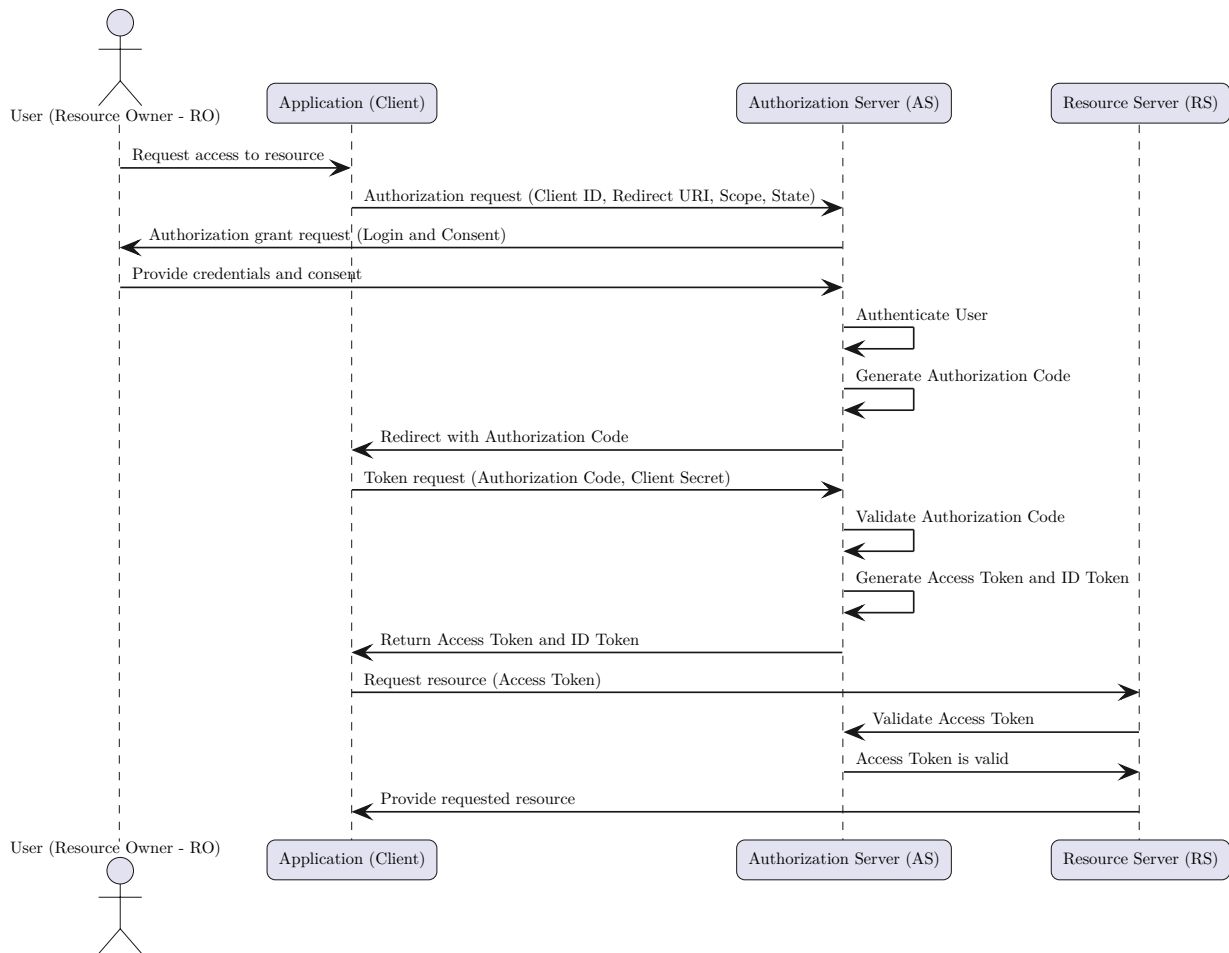 User (Resource Owner - RO)
Application (Client)
Authorization Server (AS)
Resource Server (RS)
Request access to resource
Authorization request (Client ID, Redirect URI, Scope, State)
Authorization grant request (Login and Consent)
Provide credentials and consent
Authenticate User
Generate Authorization Code
Redirect with Authorization Code
Token request (Authorization Code, Client Secret)
Validate Authorization Code
Generate Access Token and ID Token
Return Access Token and ID Token
Request resource (Access Token)
Validate Access Token
Access Token is valid
Provide requested resource
User (Resource Owner - RO)
Application (Client)
Authorization Server (AS)
Resource Server (RS)